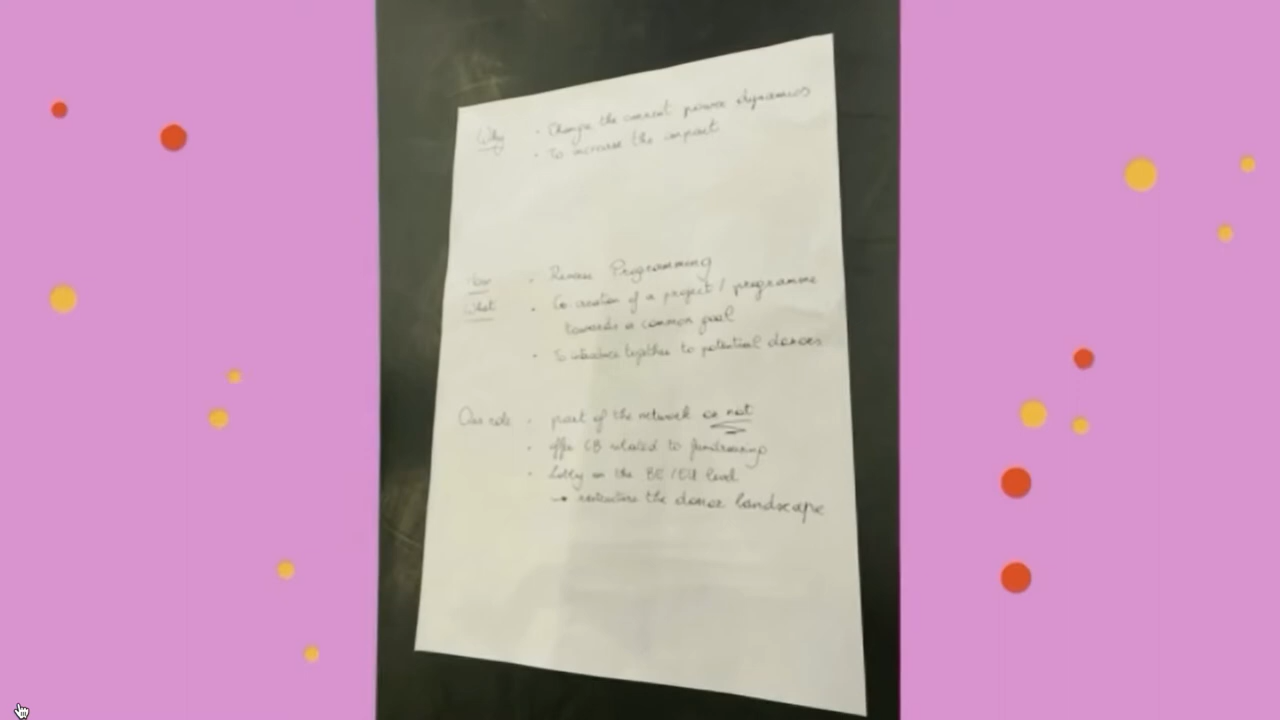 Why · Change the current power dynamics
· To increase the impact
How · Reverse Programming
What · Co-creation of a project / programme
towards a common goal
· To introduce together to potential donors
Our role · part of the network or not
· offer CB related to fundraising
· Lobby on the BE / EU level
→ restructure the donor landscape